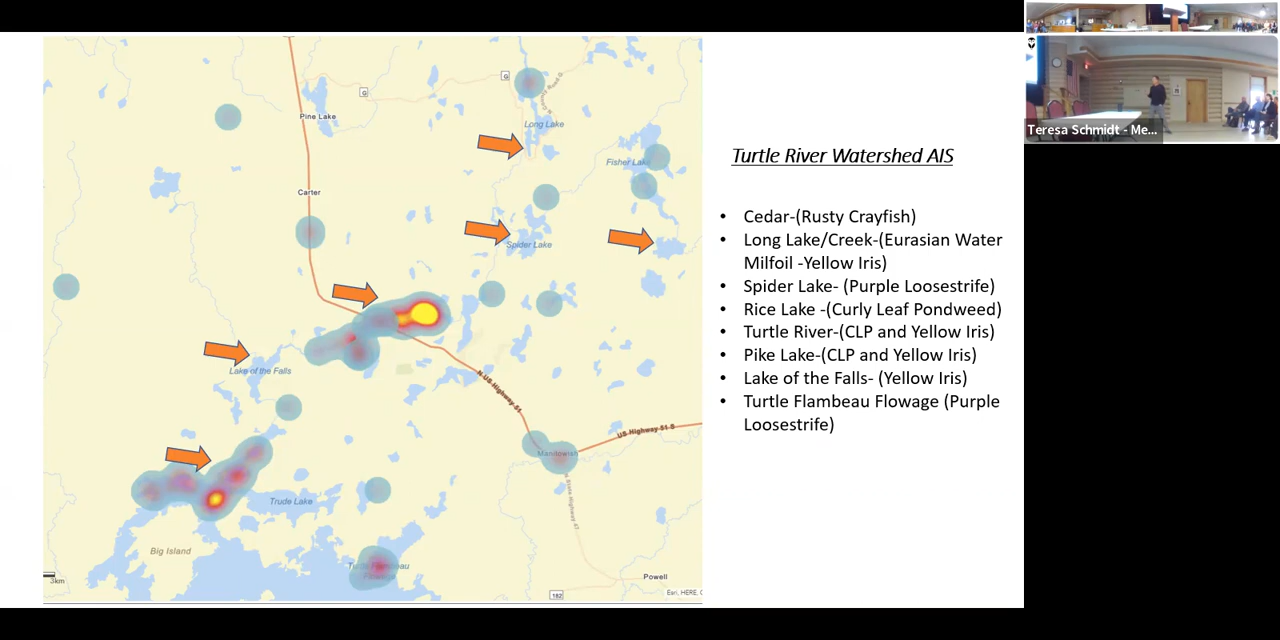 Turtle River Watershed AIS
• Cedar-(Rusty Crayfish)
• Long Lake/Creek-(Eurasian Water
Milfoil -Yellow Iris)
• Spider Lake- (Purple Loosestrife)
• Rice Lake -(Curly Leaf Pondweed)
• Turtle River-(CLP and Yellow Iris)
• Pike Lake-(CLP and Yellow Iris)
• Lake of the Falls- (Yellow Iris)
• Turtle Flambeau Flowage (Purple
Loosestrife)
G
G
Pine Lake
Long Lake
Fisher Lake
Carter
Spider Lake
Lake of the Falls
N US Highway 51
US Highway 51 S
Manitowish
Trude Lake
Big Island
Turtle Flambeau
Flowage
Powell
3km
182
Esri, HERE,
Teresa Schmidt - Me...